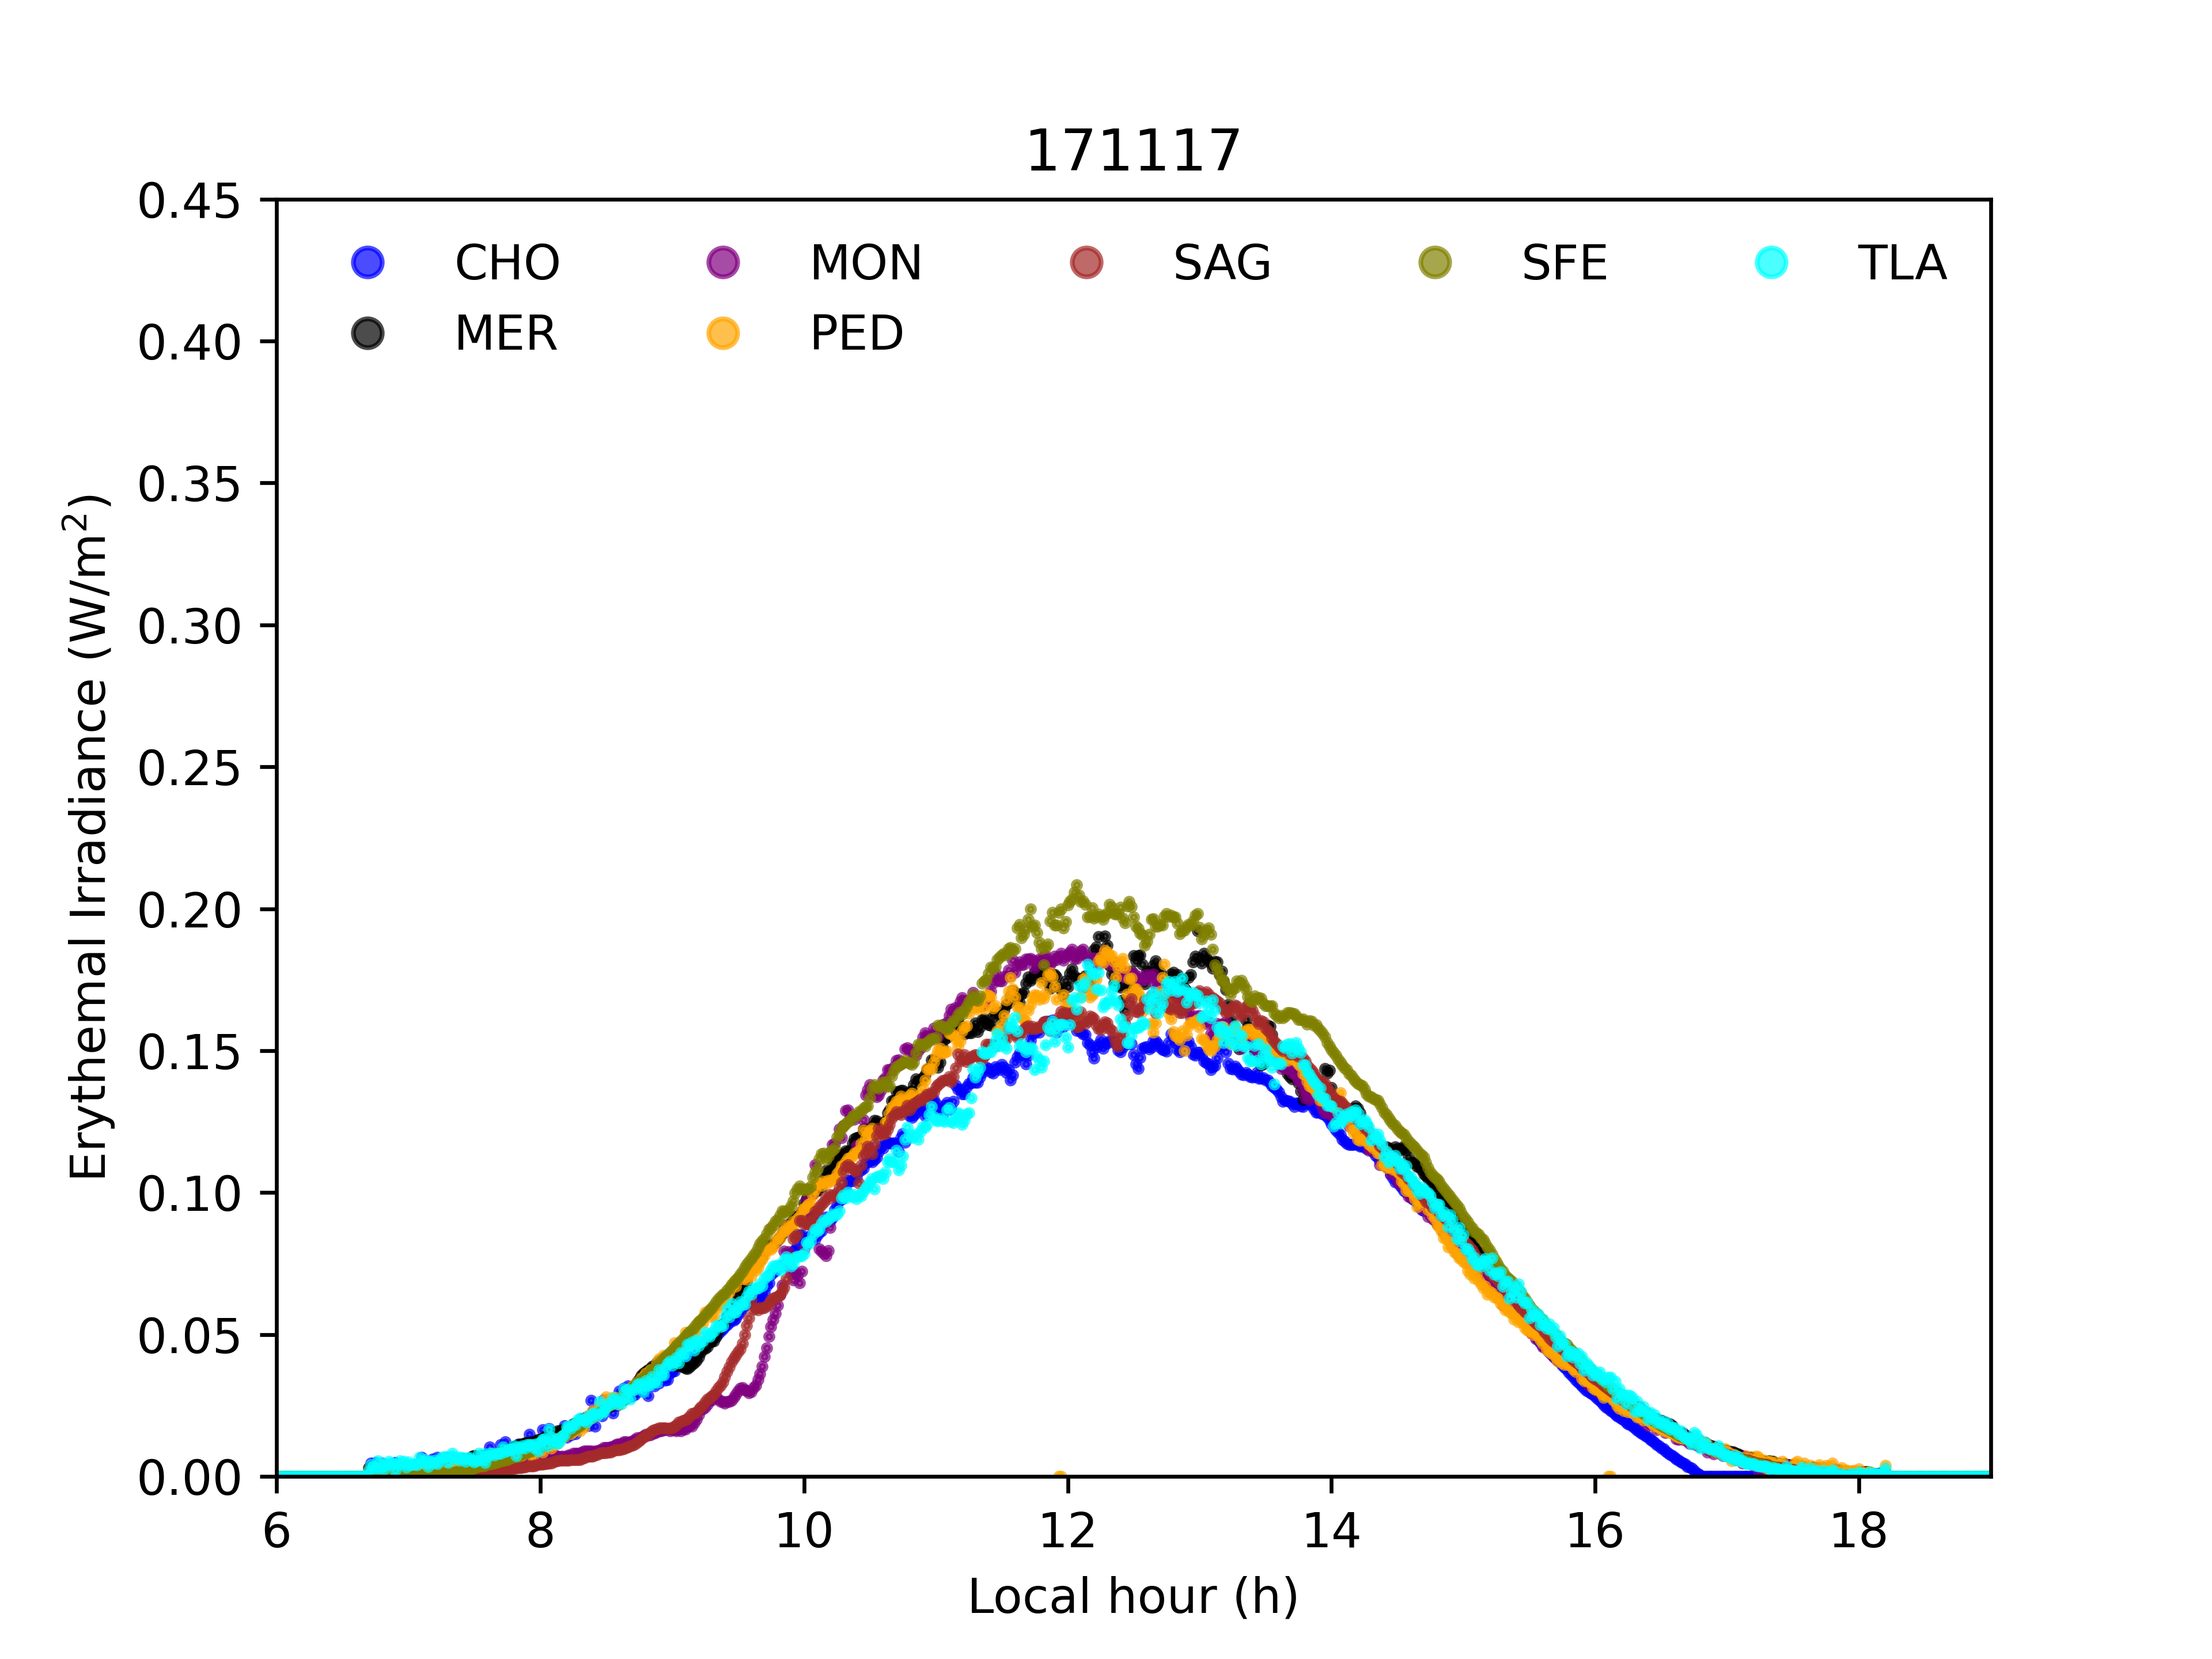 171117
0.45
CHO MON SAG SFE TLA
MER PED
0.40
0.35
0.30
0.25
0.20
0.15
0.10
0.05
0.00
Erythemal Irradiance (W/m²)
6 8 10 12 14 16 18
Local hour (h)